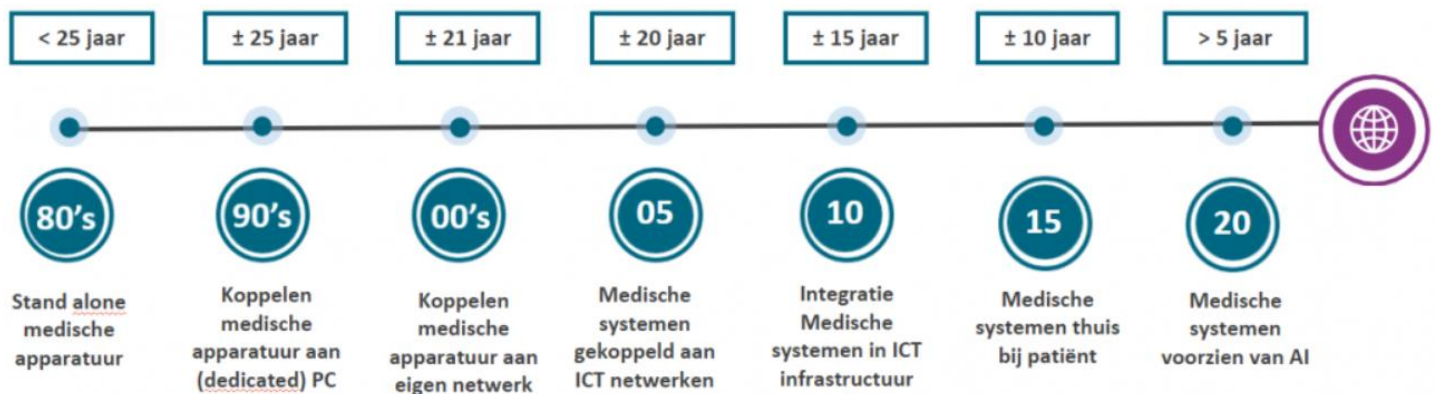 < 25 jaar
± 25 jaar
± 21 jaar
± 20 jaar
± 15 jaar
± 10 jaar
> 5 jaar
80's
90's
00's
05
10
15
20
Stand alone
medische
apparatuur
Koppelen
medische
apparatuur aan
(dedicated) PC
Koppelen
medische
apparatuur aan
eigen netwerk
Medische
systemen
gekoppeld aan
ICT netwerken
Integratie
Medische
systemen in ICT
infrastructuur
Medische
systemen thuis
bij patiënt
Medische
systemen
voorzien van AI